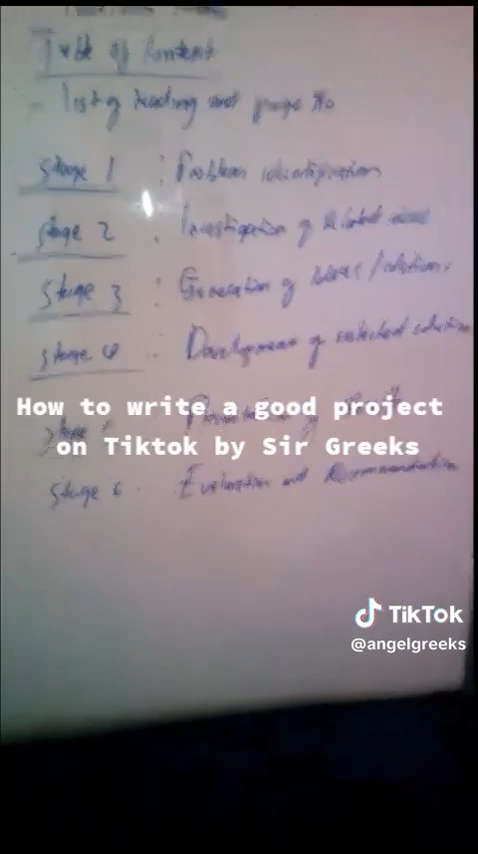 Table of Content
- List of heading and page No
Stage 1 : Problem identification
Stage 2 : Investigation of related ideas
Stage 3 : Generation of ideas / solutions
Stage 4 : Development of selected solution
How to write a good project
on Tiktok by Sir Greeks
Stage 6 Evaluation and Recommendation
TikTok
@angelgreeks